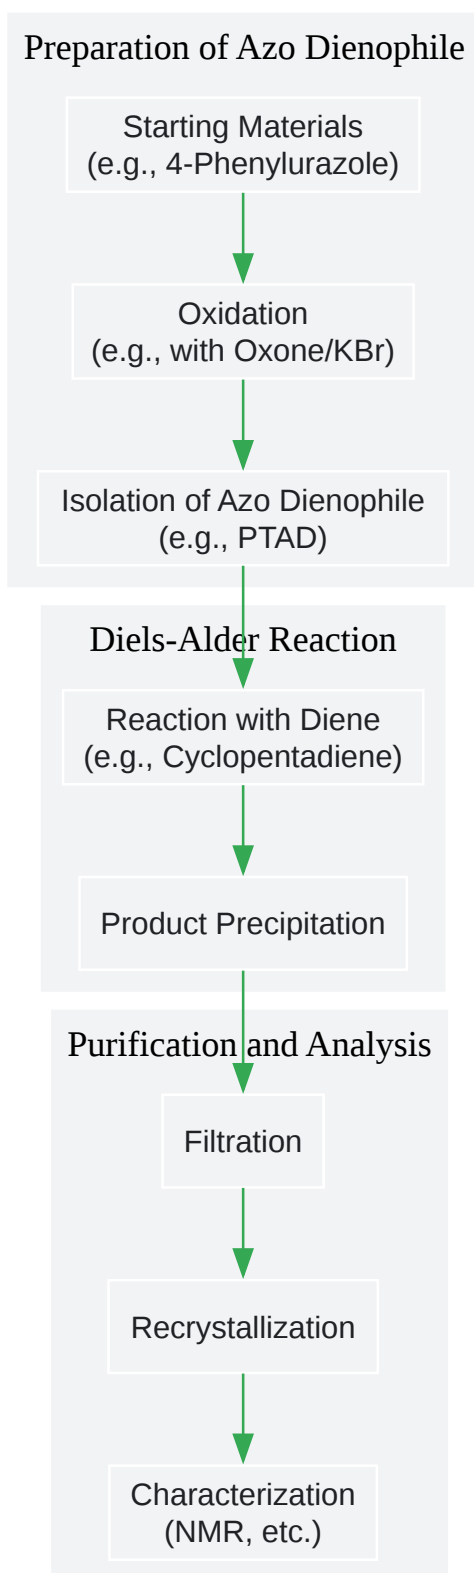 Preparation of Azo Dienophile
Starting Materials
(e.g., 4-Phenylurazole)
Oxidation
(e.g., with Oxone/KBr)
Isolation of Azo Dienophile
(e.g., PTAD)
Diels-Alder Reaction
Reaction with Diene
(e.g., Cyclopentadiene)
Product Precipitation
Purification and Analysis
Filtration
Recrystallization
Characterization
(NMR, etc.)